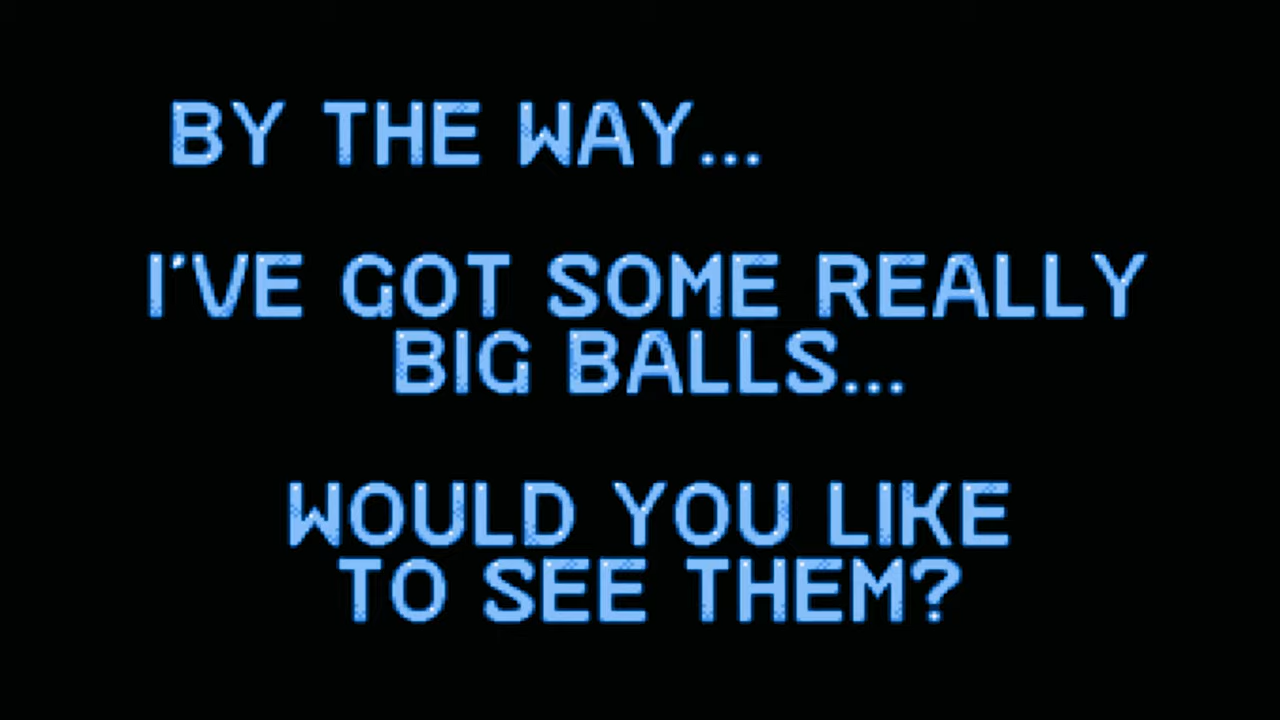 BY THE WAY...
I'VE GOT SOME REALLY
BIG BALLS...
WOULD YOU LIKE
TO SEE THEM?